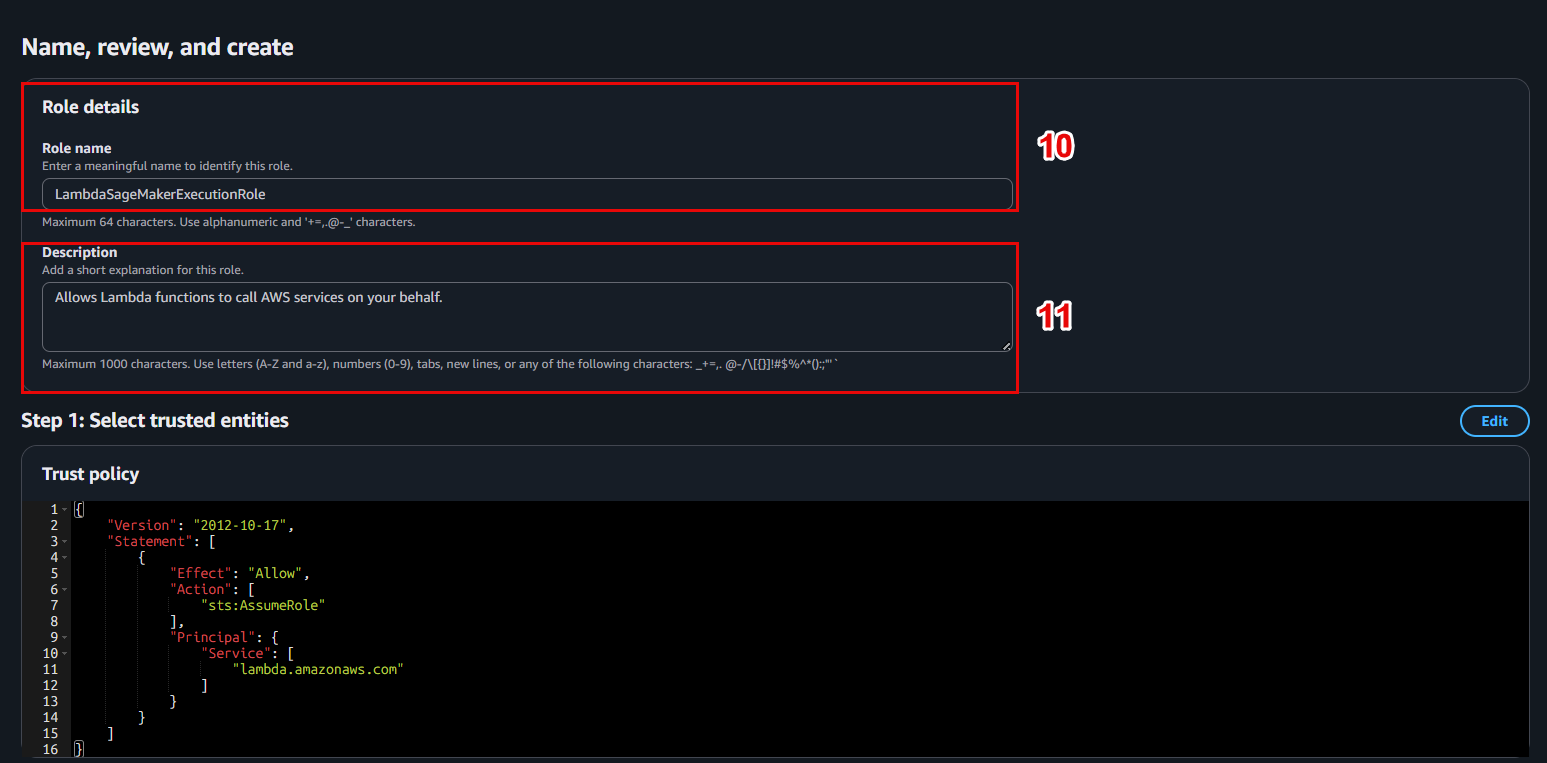 Name, review, and create
Role details
10
Role name
Enter a meaningful name to identify this role.
LambdaSageMakerExecutionRole
Maximum 64 characters. Use alphanumeric and '+=,.@-_' characters.
Description
Add a short explanation for this role.
Allows Lambda functions to call AWS services on your behalf.
11
Maximum 1000 characters. Use letters (A-Z and a-z), numbers (0-9), tabs, new lines, or any of the following characters: _+=,. @-/\[{}]!#$%^*();:"'`
Step 1: Select trusted entities
Edit
Trust policy
1 {
2 "Version": "2012-10-17",
3 "Statement": [
4 {
5 "Effect": "Allow",
6 "Action": [
7 "sts:AssumeRole"
8 ],
9 "Principal": {
10 "Service": [
11 "lambda.amazonaws.com"
12 ]
13 }
14 }
15 ]
16 }